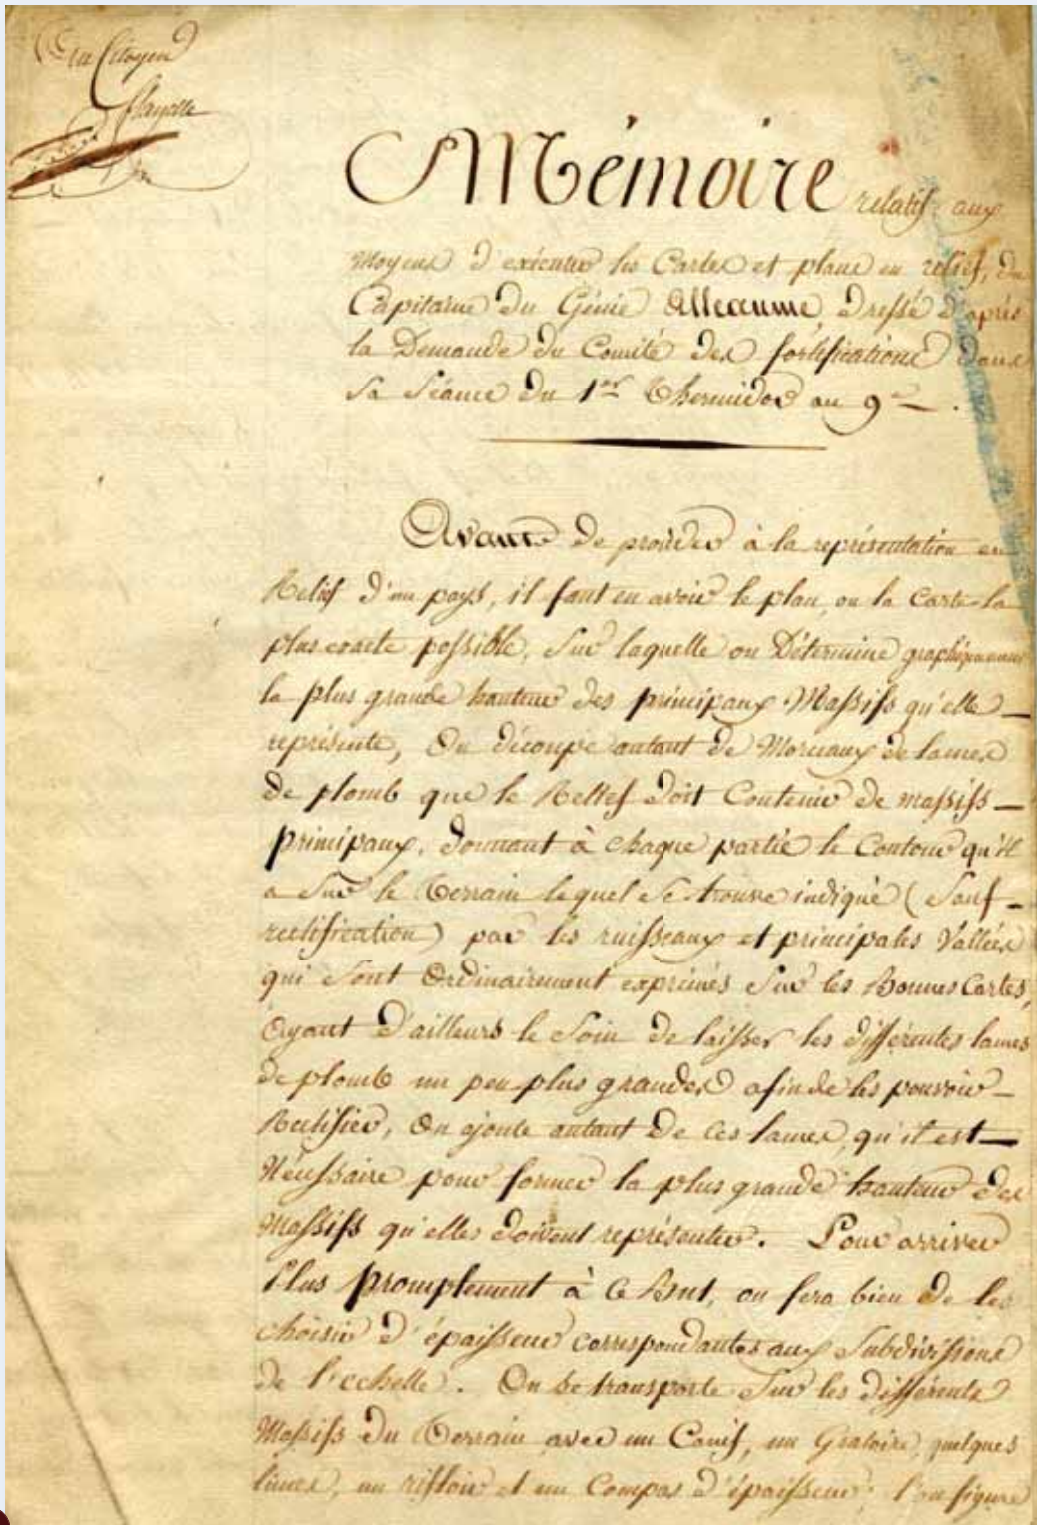 Du Citoyen
Mémoire relatif aux
Moyens d'exécuter les Cartes et plans en relief, du
Capitaine du Génie Alleaume, dressé d'après
la Demande du Comité des fortifications dans
Sa Séance du 1er Thermidor an 9
Avant de procéder à la représentation en
Relief d'un pays, il faut en avoir le plan, ou la Carte la
plus exacte possible, Sur laquelle on Détermine graphiquement
la plus grande hauteur des principaux Massifs qu'elle
représente, On découpe autant de Morceaux de lames
de plomb que le Relief doit Contenir de massifs
principaux, donnant à chaque partie le Contour qu'il
a Sur le Terrain lequel Se trouve indiqué (Sauf
rectification) par les ruisseaux et principales Vallées
qui Sont Ordinairement exprimés Sur les Bonnes Cartes,
Ayant d'ailleurs le Soin de laisser les différentes lames
de plomb un peu plus grandes afin de les pouvoir
Rectifier, On ajoute autant de ces lames, qu'il est
Nécessaire pour former la plus grande hauteur des
Massifs qu'elles doivent représenter. Pour arriver
Plus promptement à ce But, on fera bien de les
choisir d'épaisseur correspondantes aux Subdivisions
de l'echelle. On se transporte Sur les différents
Massifs du Terrain avec un Canif, un Gratoire, quelques
limes, un rifloir et un Compas d'épaisseur; l'on figure